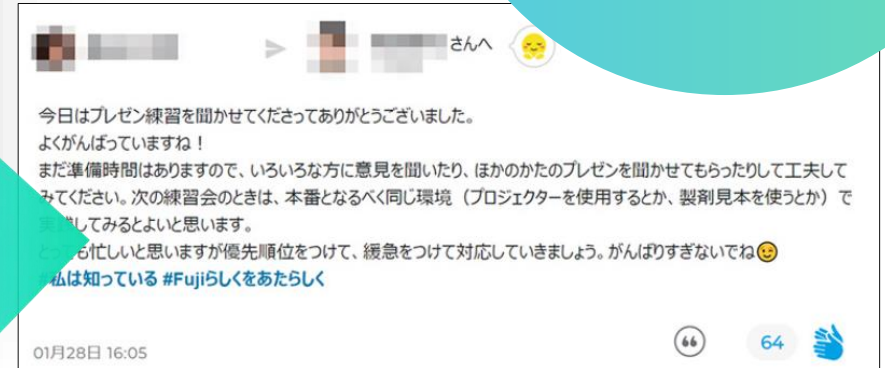 さんへ
今日はプレゼン練習を聞かせてくださってありがとうございました。
よくがんばっていますね！
まだ準備時間はありますので、いろいろな方に意見を聞いたり、ほかのかたのプレゼンを聞かせてもらったりして工夫して
みてください。次の練習会のときは、本番となるべく同じ環境（プロジェクターを使用するとか、製剤見本を使うとか）で
してみるとよいと思います。
も忙しいと思いますが優先順位をつけて、緩急をつけて対応していきましょう。がんばりすぎないでね😉
#私は知っている #Fujiらしくをあたらしく
01月28日 16:05
64